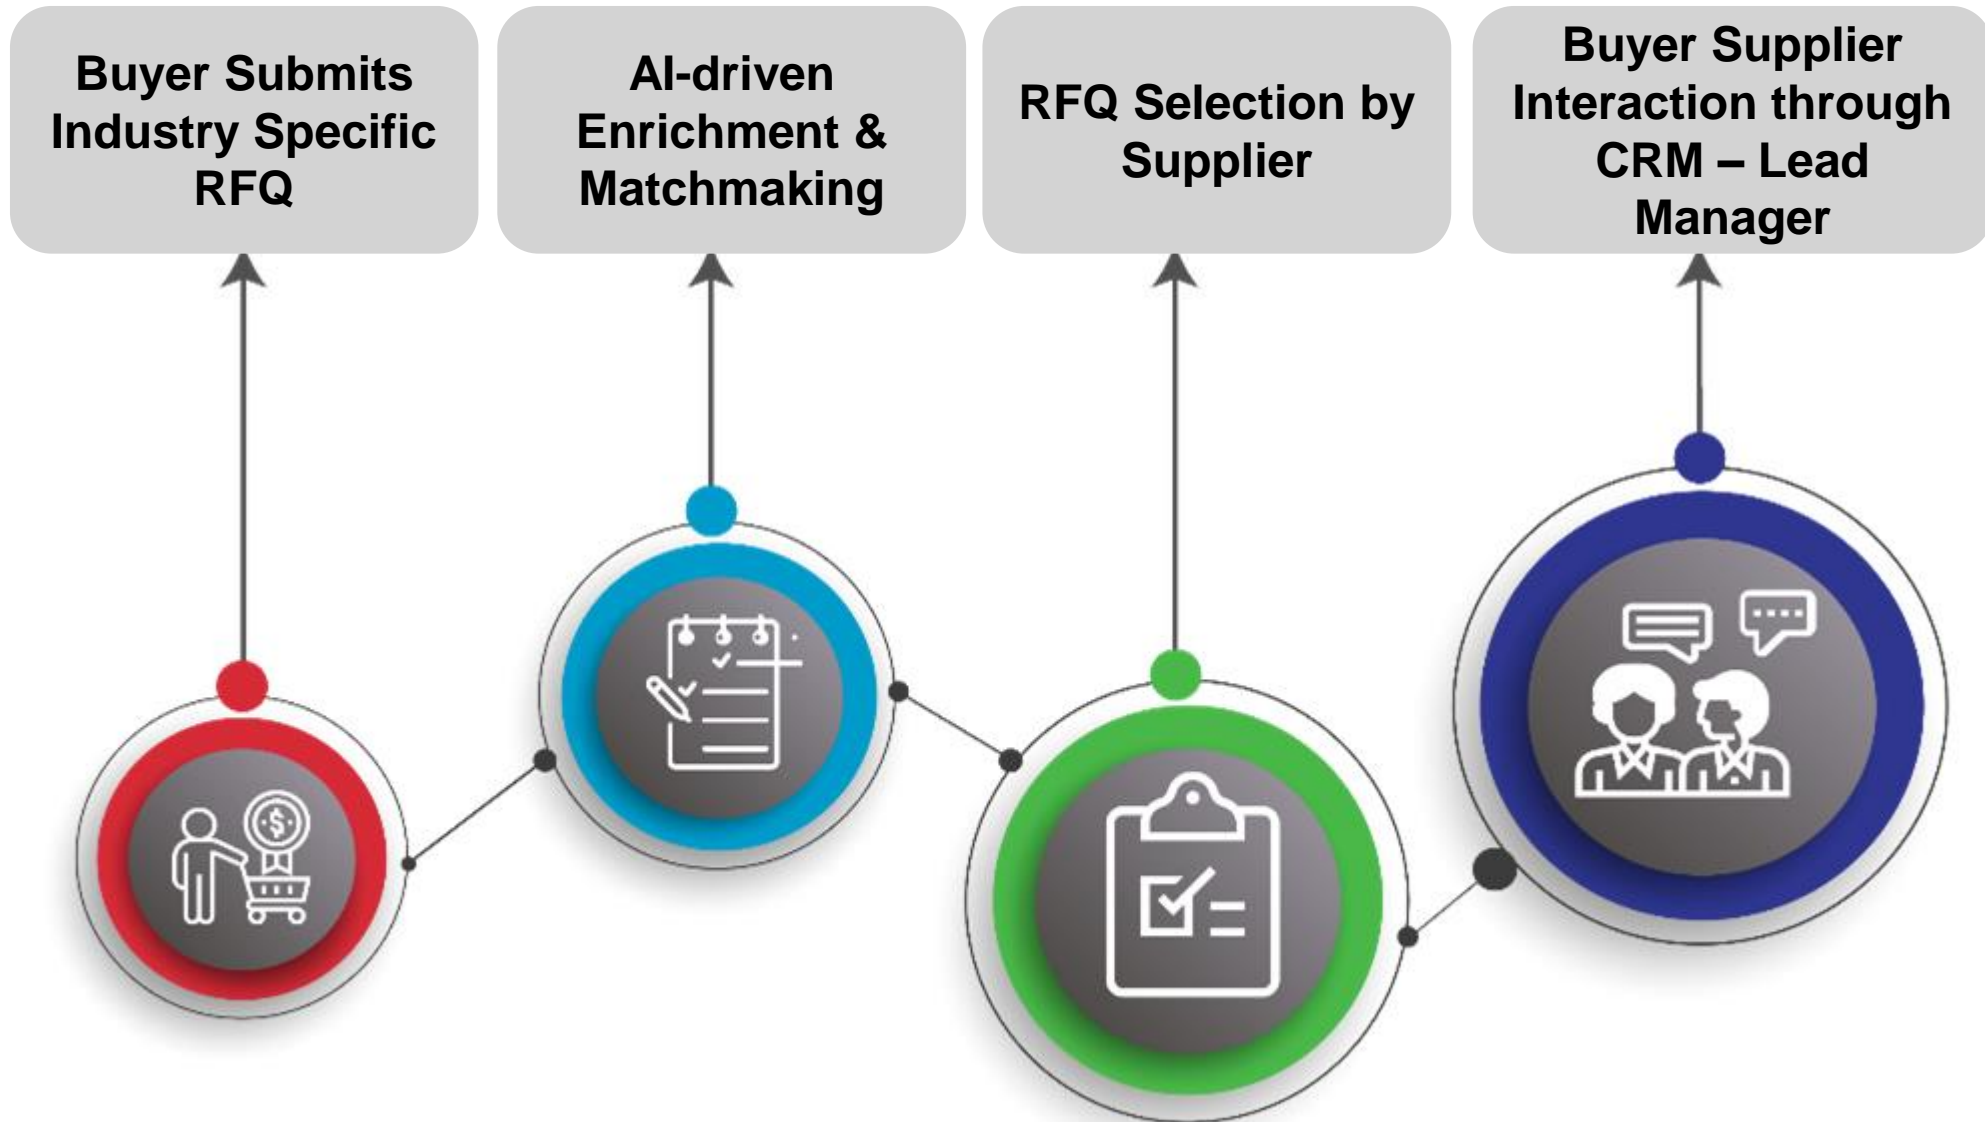 Buyer Submits
Industry Specific
RFQ
AI-driven
Enrichment &
Matchmaking
RFQ Selection by
Supplier
Buyer Supplier
Interaction through
CRM – Lead
Manager
$